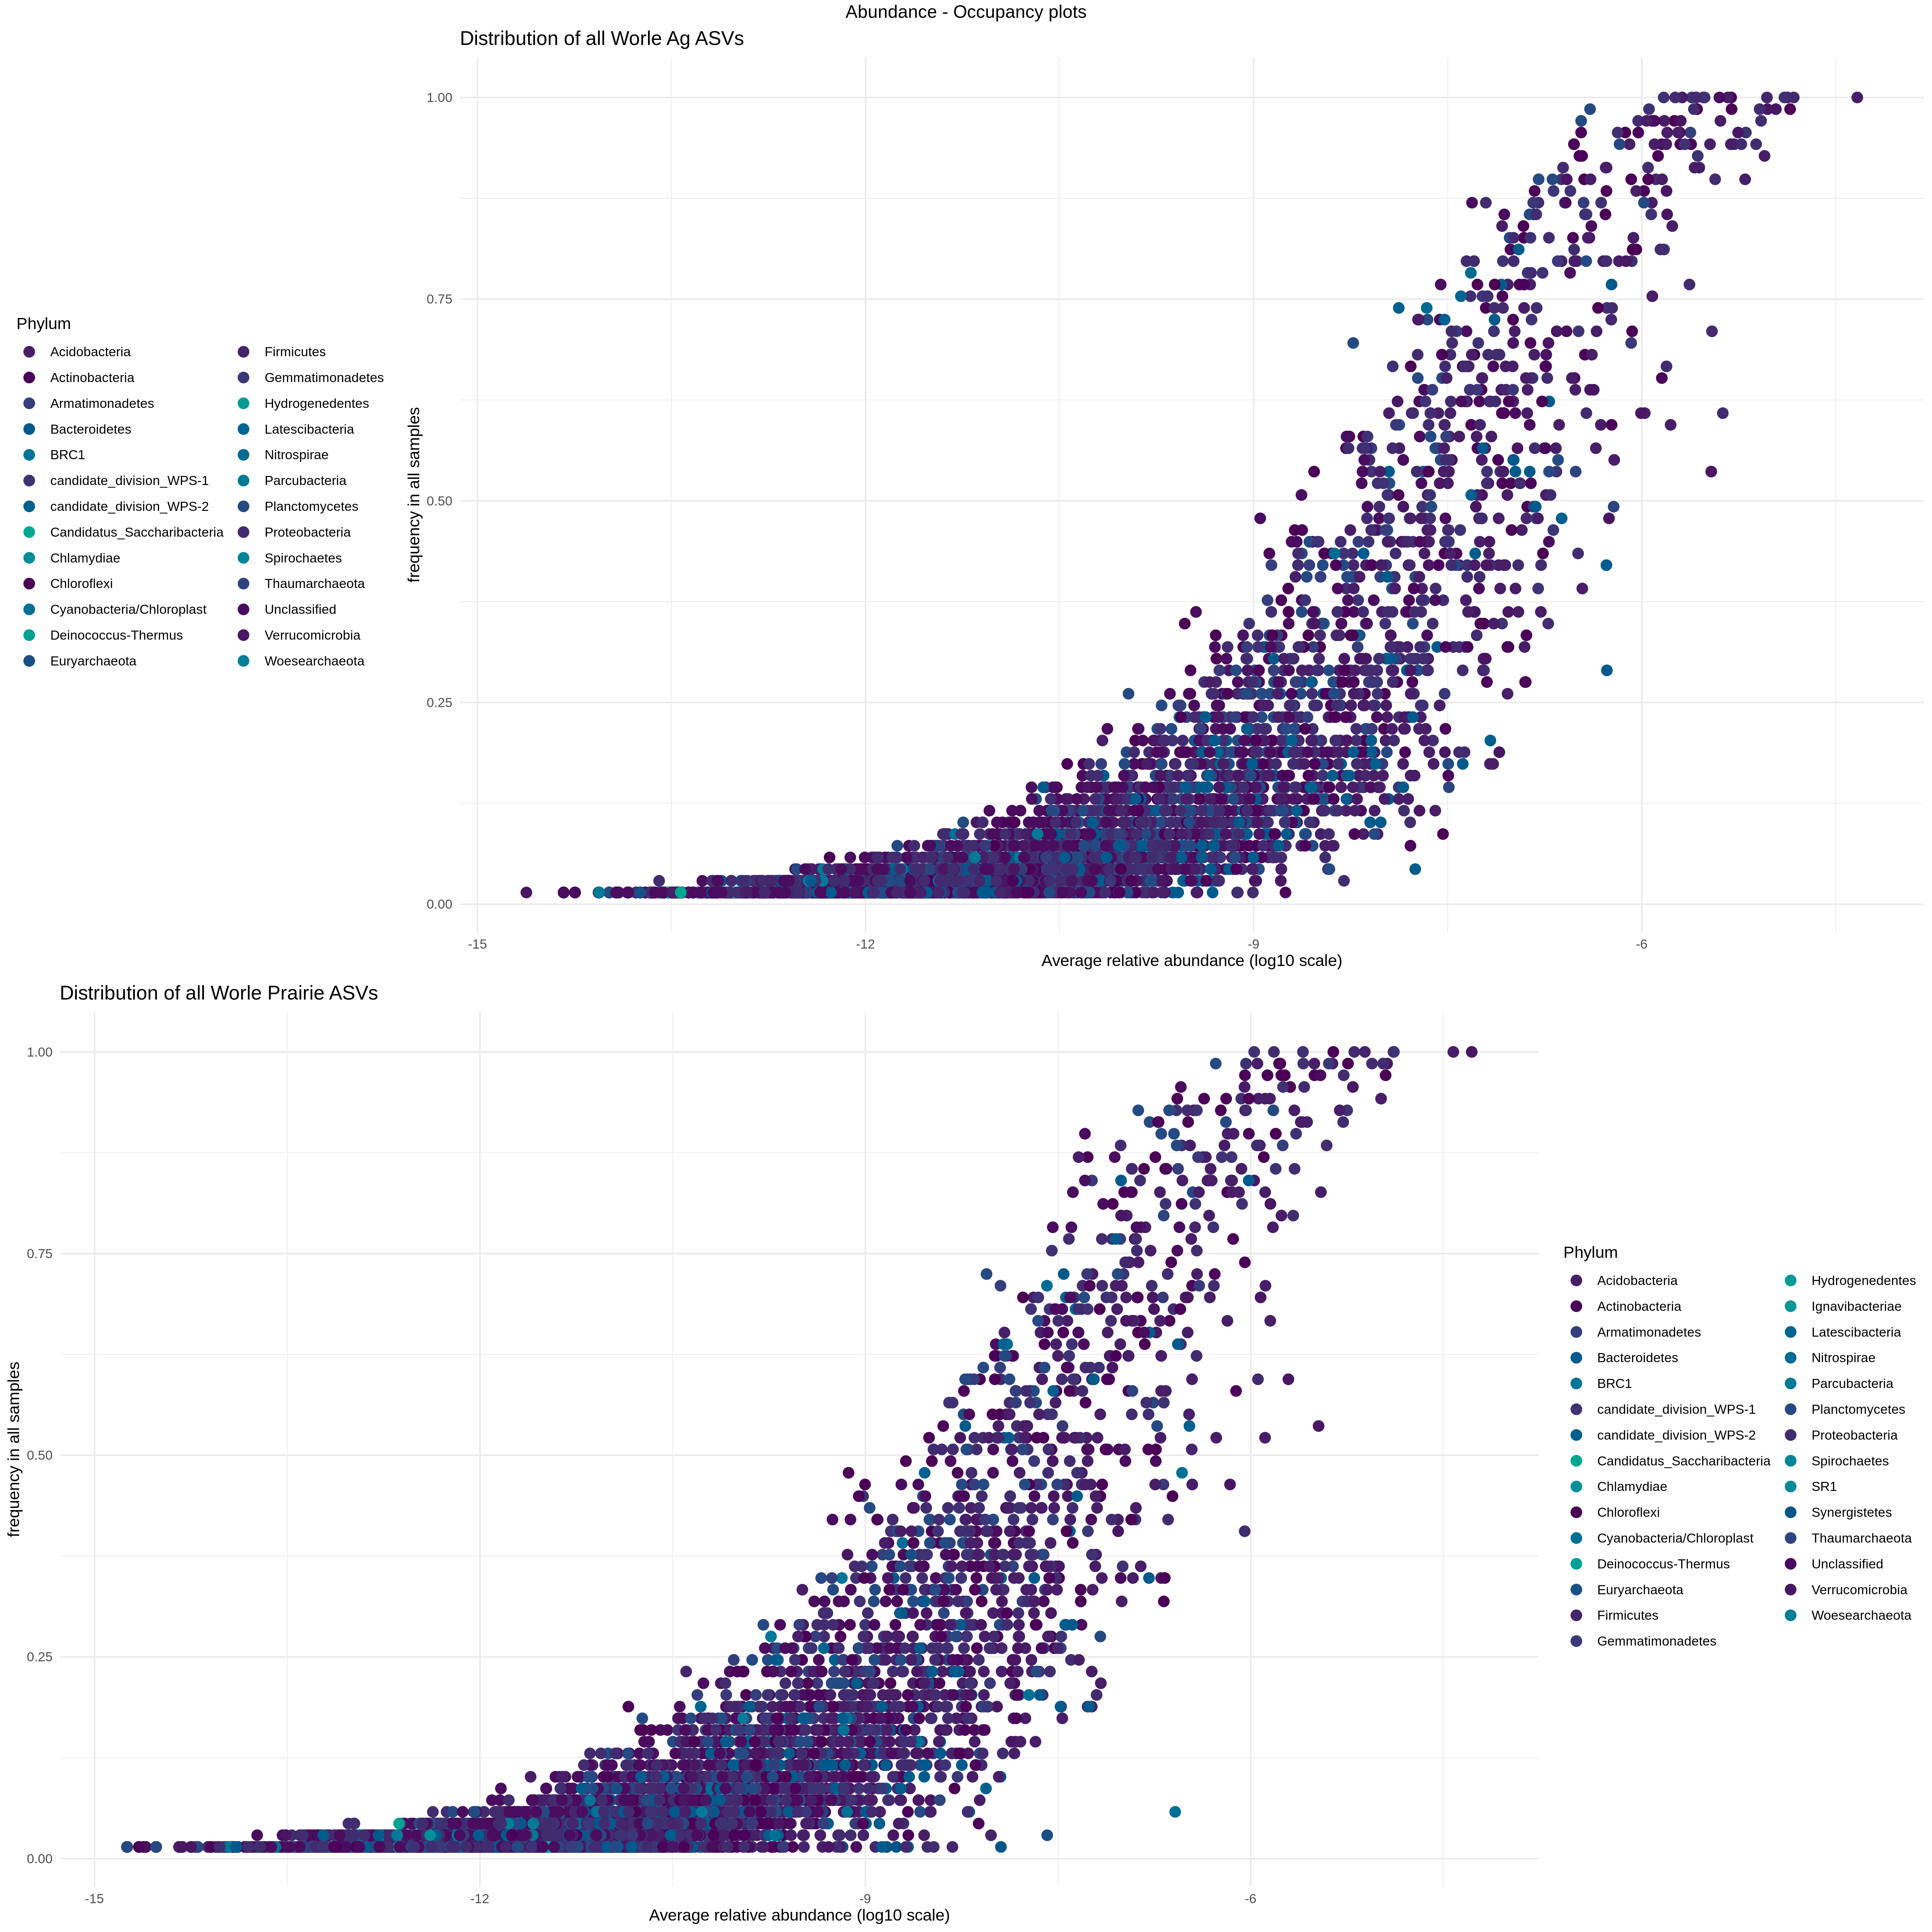 Abundance - Occupancy plots
Distribution of all Worle Ag ASVs
1.00
0.75
0.50
0.25
0.00
frequency in all samples
-15
-12
-9
-6
Average relative abundance (log10 scale)
Phylum
Acidobacteria
Actinobacteria
Armatimonadetes
Bacteroidetes
BRC1
candidate_division_WPS-1
candidate_division_WPS-2
Candidatus_Saccharibacteria
Chlamydiae
Chloroflexi
Cyanobacteria/Chloroplast
Deinococcus-Thermus
Euryarchaeota
Firmicutes
Gemmatimonadetes
Hydrogenedentes
Latescibacteria
Nitrospirae
Parcubacteria
Planctomycetes
Proteobacteria
Spirochaetes
Thaumarchaeota
Unclassified
Verrucomicrobia
Woesearchaeota
Distribution of all Worle Prairie ASVs
1.00
0.75
0.50
0.25
0.00
frequency in all samples
-15
-12
-9
-6
Average relative abundance (log10 scale)
Phylum
Acidobacteria
Actinobacteria
Armatimonadetes
Bacteroidetes
BRC1
candidate_division_WPS-1
candidate_division_WPS-2
Candidatus_Saccharibacteria
Chlamydiae
Chloroflexi
Cyanobacteria/Chloroplast
Deinococcus-Thermus
Euryarchaeota
Firmicutes
Gemmatimonadetes
Hydrogenedentes
Ignavibacteriae
Latescibacteria
Nitrospirae
Parcubacteria
Planctomycetes
Proteobacteria
Spirochaetes
SR1
Synergistetes
Thaumarchaeota
Unclassified
Verrucomicrobia
Woesearchaeota